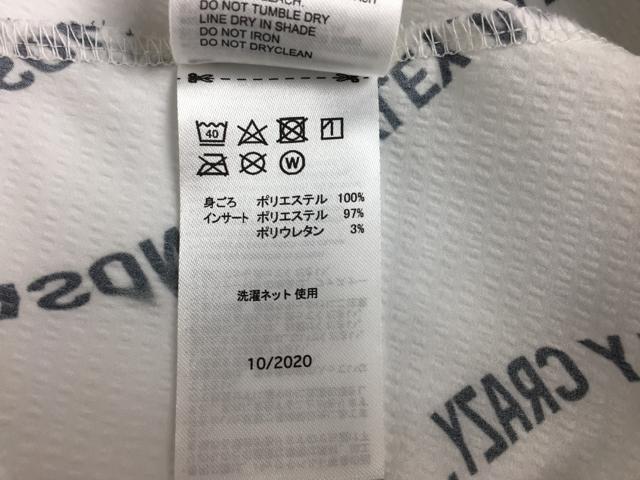 DO NOT TUMBLE DRY
LINE DRY IN SHADE
DO NOT IRON
DO NOT DRYCLEAN
40
W
身ごろ ポリエステル 100%
インサート ポリエステル 97%
ポリウレタン 3%
洗濯ネット 使用
10/2020
CRAZY